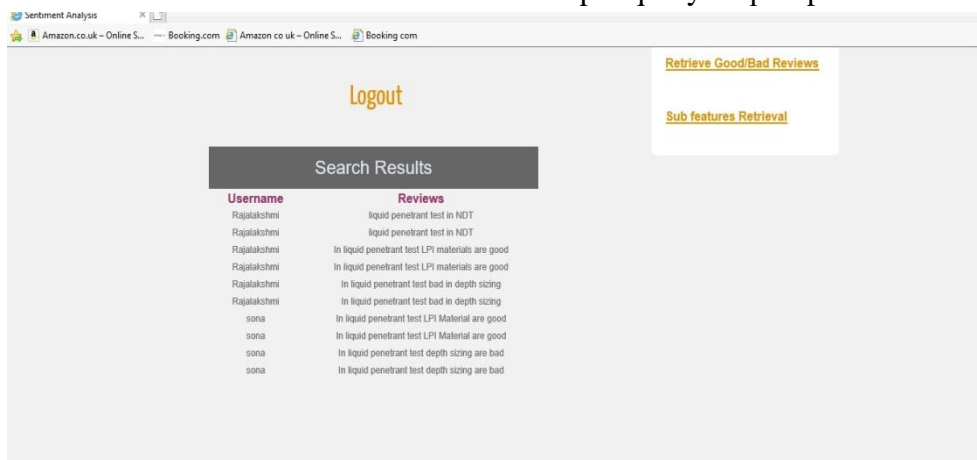 Sentiment Analysis
Amazon.co.uk – Online S... Booking.com Amazon co uk – Online S... Booking com
Retrieve Good/Bad Reviews
Logout
Sub features Retrieval
Search Results
Username Reviews
Rajalakshmi liquid penetrant test in NDT
Rajalakshmi liquid penetrant test in NDT
Rajalakshmi In liquid penetrant test LPI materials are good
Rajalakshmi In liquid penetrant test LPI materials are good
Rajalakshmi In liquid penetrant test bad in depth sizing
Rajalakshmi In liquid penetrant test bad in depth sizing
sona In liquid penetrant test LPI Material are good
sona In liquid penetrant test LPI Material are good
sona In liquid penetrant test depth sizing are bad
sona In liquid penetrant test depth sizing are bad